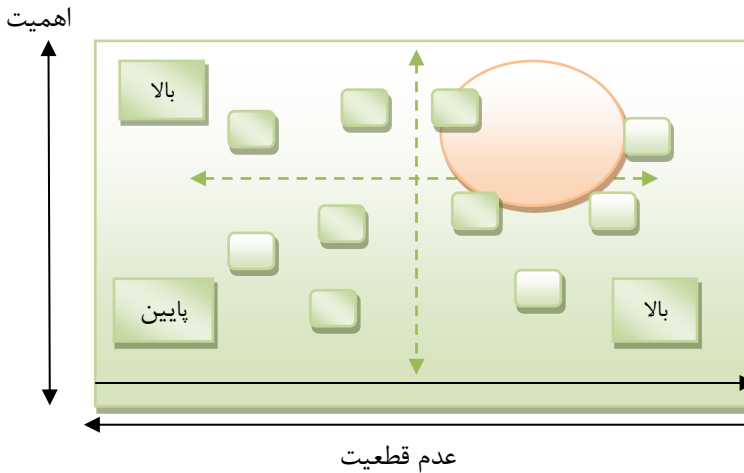 اهمیت
بالا
پایین
بالا
عدم قطعیت